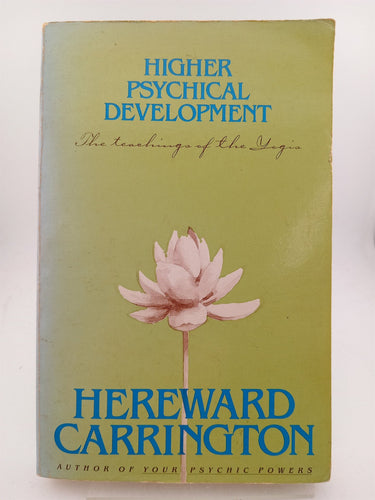 HIGHER
PSYCHICAL
DEVELOPMENT
The teachings of the Yogis
HEREWARD
CARRINGTON
AUTHOR OF YOUR PSYCHIC POWERS